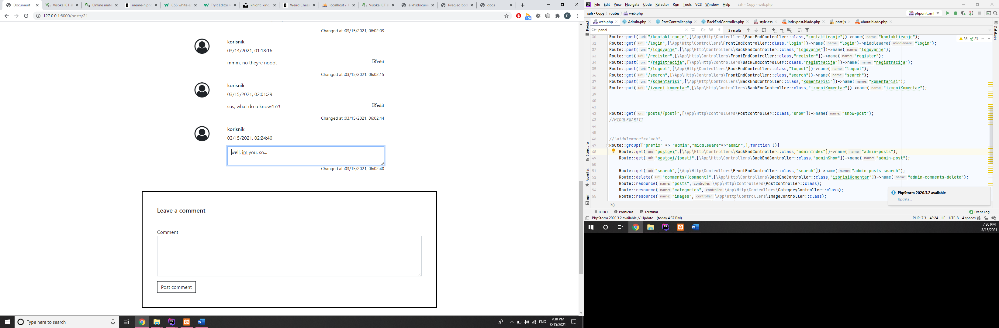 Document
Visoka ICT š
Online mate
meme-n.png
CSS white-sp
Tryit Editor v
knight, king,
Weird Chess
localhost / 1
Visoka ICT š
elkhsdocum
Pregled bod
docs
127.0.0.1:8000/posts/21
100
D
Changed at :03/15/2021, 06:02:03
korisnik
03/14/2021, 01:18:16
mmm, no theyre nooot
edit
Changed at :03/15/2021, 06:02:15
korisnik
03/15/2021, 02:01:29
sus, what do u know?!??!
edit
Changed at :03/15/2021, 06:02:44
korisnik
03/15/2021, 02:24:40
well, im you, so...
Changed at :03/15/2021, 06:02:40
Leave a comment
Comment
Post comment
Type here to search
ENG
7:30 PM
3/15/2021
File Edit View Navigate Code Refactor Run Tools VCS Window Help sah - Copy - web.php
sah - Copy routes web.php
phpunit.xml
web.php Admin.php PostController.php BackEndController.php style.css indexpost.blade.php post.js about.blade.php
panel
Cc W .*
2 results
36 23
30 Route::post( uri: "/kontaktiranje",[\App\Http\Controllers\BackEndController::class,"kontaktiranje"])->name( name: "kontaktiranje");
31 Route::get( uri: "/login",[\App\Http\Controllers\FrontEndController::class,"login"])->name( name: "login")->middleware( middleware: "login");
32 Route::post( uri: "/logovanje",[\App\Http\Controllers\BackEndController::class,"logovanje"])->name( name: "logovanje");
33 Route::get( uri: "/register",[\App\Http\Controllers\FrontEndController::class,"register"])->name( name: "register");
34 Route::post( uri: "/registracija",[\App\Http\Controllers\BackEndController::class,"registracija"])->name( name: "registracija");
35 Route::post( uri: "/logout",[\App\Http\Controllers\BackEndController::class,"logout"])->name( name: "logout");
36 Route::get( uri: "/search",[\App\Http\Controllers\FrontEndController::class,"search"])->name( name: "search");
37 Route::post( uri: "/komentarisi",[\App\Http\Controllers\BackEndController::class,"komentarisi"])->name( name: "komentarisi");
38 Route::put( uri: "/izmeni-komentar",[\App\Http\Controllers\BackEndController::class,"izmeniKomentar"])->name( name: "izmeniKomentar");
39
40
41
42 Route::get( uri: "posts/{post}",[\App\Http\Controllers\PostController::class,"show"])->name( name: "show-post");
43 //MIDDLEWARIII
44
45
46 //"middleware"=>"web",
47 Route::group(["prefix" => "admin","middleware"=>"admin",],function (){
48 Route::get( uri: "postovi",[\App\Http\Controllers\BackEndController::class,"adminIndex"])->name( name: "admin-posts");
49 Route::get( uri: "postovi/{post}",[\App\Http\Controllers\BackEndController::class,"adminShow"])->name( name: "admin-post");
50
51 Route::get( uri: "search",[\App\Http\Controllers\FrontEndController::class,"search"])->name( name: "admin-posts-search");
52 Route::delete( uri: "comments/{comment}",[\App\Http\Controllers\BackEndController::class,"izbrisiKomentar"])->name( name: "admin-comments-delete");
53 Route::resource( name: "posts", controller: \App\Http\Controllers\PostController::class);
54 Route::resource( name: "categories", controller: \App\Http\Controllers\CategoryController::class);
55 Route::resource( name: "images", controller: \App\Http\Controllers\ImageController::class);
λ()
Project
Structure
Favorites
npm
Database
PhpStorm 2020.3.2 available
Update...
TODO Problems Terminal
4 Event Log
PhpStorm 2020.3.2 available // Update... (today 4:37 PM)
PHP: 7.3 48:24 LF UTF-8 4 spaces
7:30 PM
3/15/2021